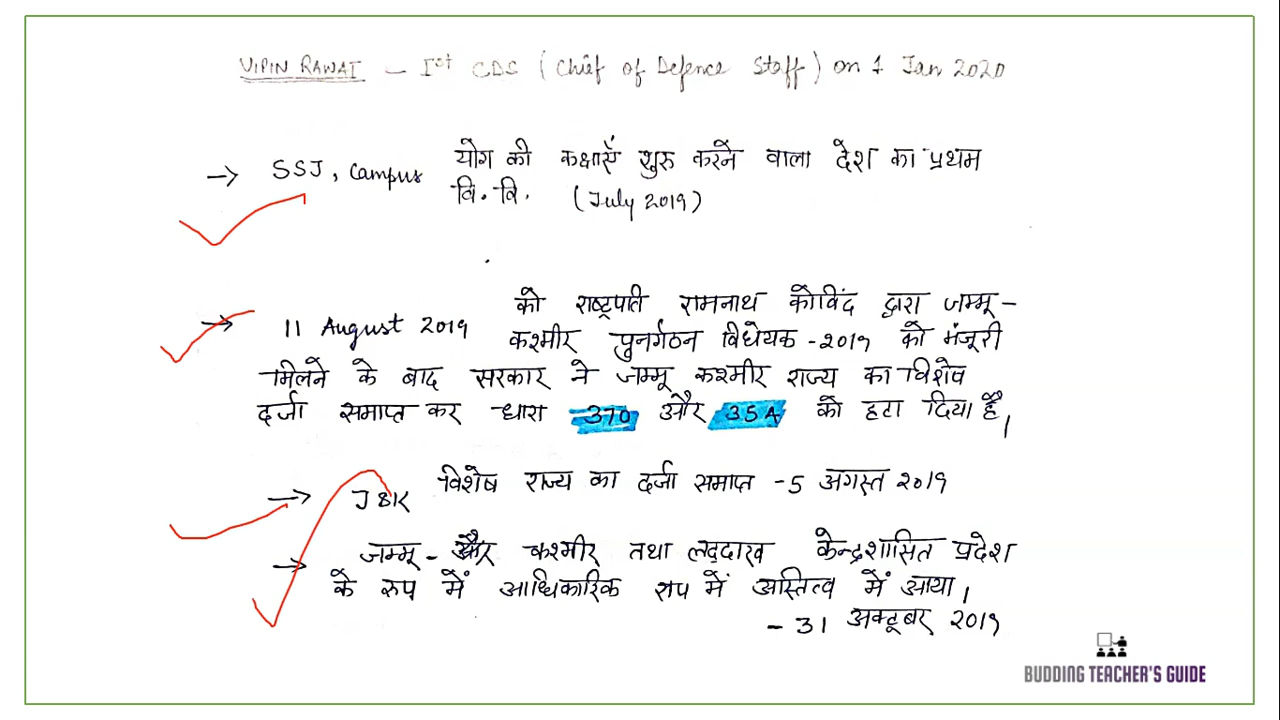 VIPIN RAWAT – Ist CDS (Chief of Defence Staff) on 1 Jan 2020
→ SSJ, Campus योग की कक्षाएँ शुरु करने वाला देश का प्रथम
वि. वि. (July 2019)
→ 11 August 2019 को राष्ट्रपति रामनाथ कोविंद द्वारा जम्मू-
कश्मीर पुनर्गठन विधेयक -2019 को मंजूरी
मिलने के बाद सरकार ने जम्मू कश्मीर राज्य का विशेष
दर्जा समाप्त कर धारा 370 और 35A को हटा दिया है।
→ J&K विशेष राज्य का दर्जा समाप्त -5 अगस्त 2019
→ जम्मू - कश्मीर तथा लद्दाख केन्द्रशासित प्रदेश
के रुप में आधिकारिक रुप में अस्तित्व में आया।
- 31 अक्टूबर 2019
BUDDING TEACHER'S GUIDE